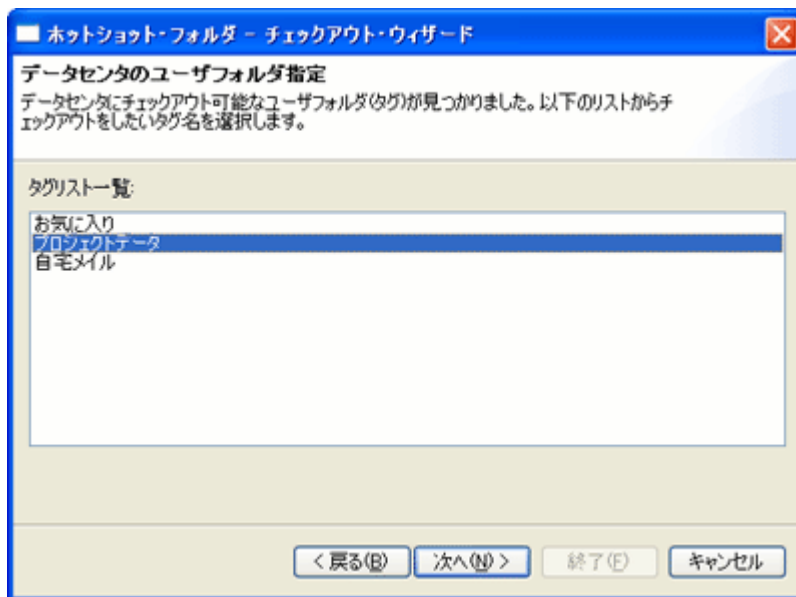 ホットショット・フォルダ － チェックアウト・ウィザード
データセンタのユーザフォルダ指定
データセンタにチェックアウト可能なユーザフォルダ(タグ)が見つかりました。以下のリストからチ
ェックアウトをしたいタグ名を選択します。
タグリスト一覧:
お気に入り
プロジェクトデータ
自宅メイル
< 戻る(B)
次へ(N) >
終了(F)
キャンセル